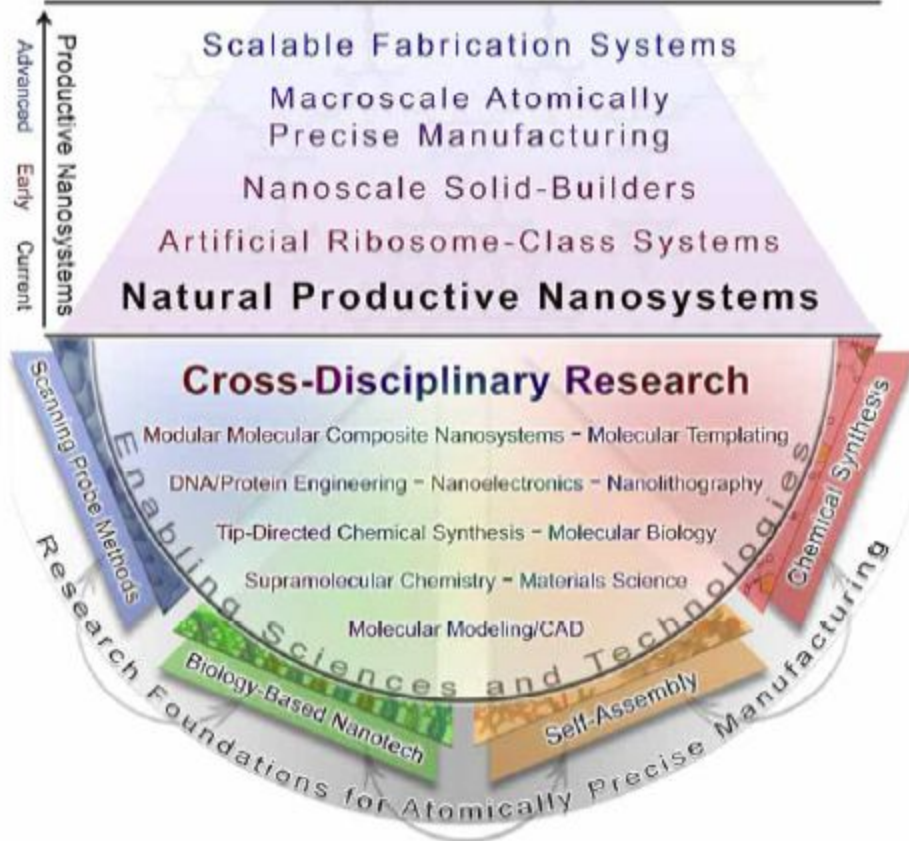 Productive Nanosystems
Advanced Early Current
Scalable Fabrication Systems
Macroscale Atomically
Precise Manufacturing
Nanoscale Solid-Builders
Artificial Ribosome-Class Systems
Natural Productive Nanosystems
Cross-Disciplinary Research
Modular Molecular Composite Nanosystems - Molecular Templating
DNA/Protein Engineering - Nanoelectronics - Nanolithography
Tip-Directed Chemical Synthesis - Molecular Biology
Supramolecular Chemistry - Materials Science
Molecular Modeling/CAD
Enabling Sciences and Technologies
Scanning Probe Methods
Biology-Based Nanotech
Self-Assembly
Chemical Synthesis
Research Foundations for Atomically Precise Manufacturing